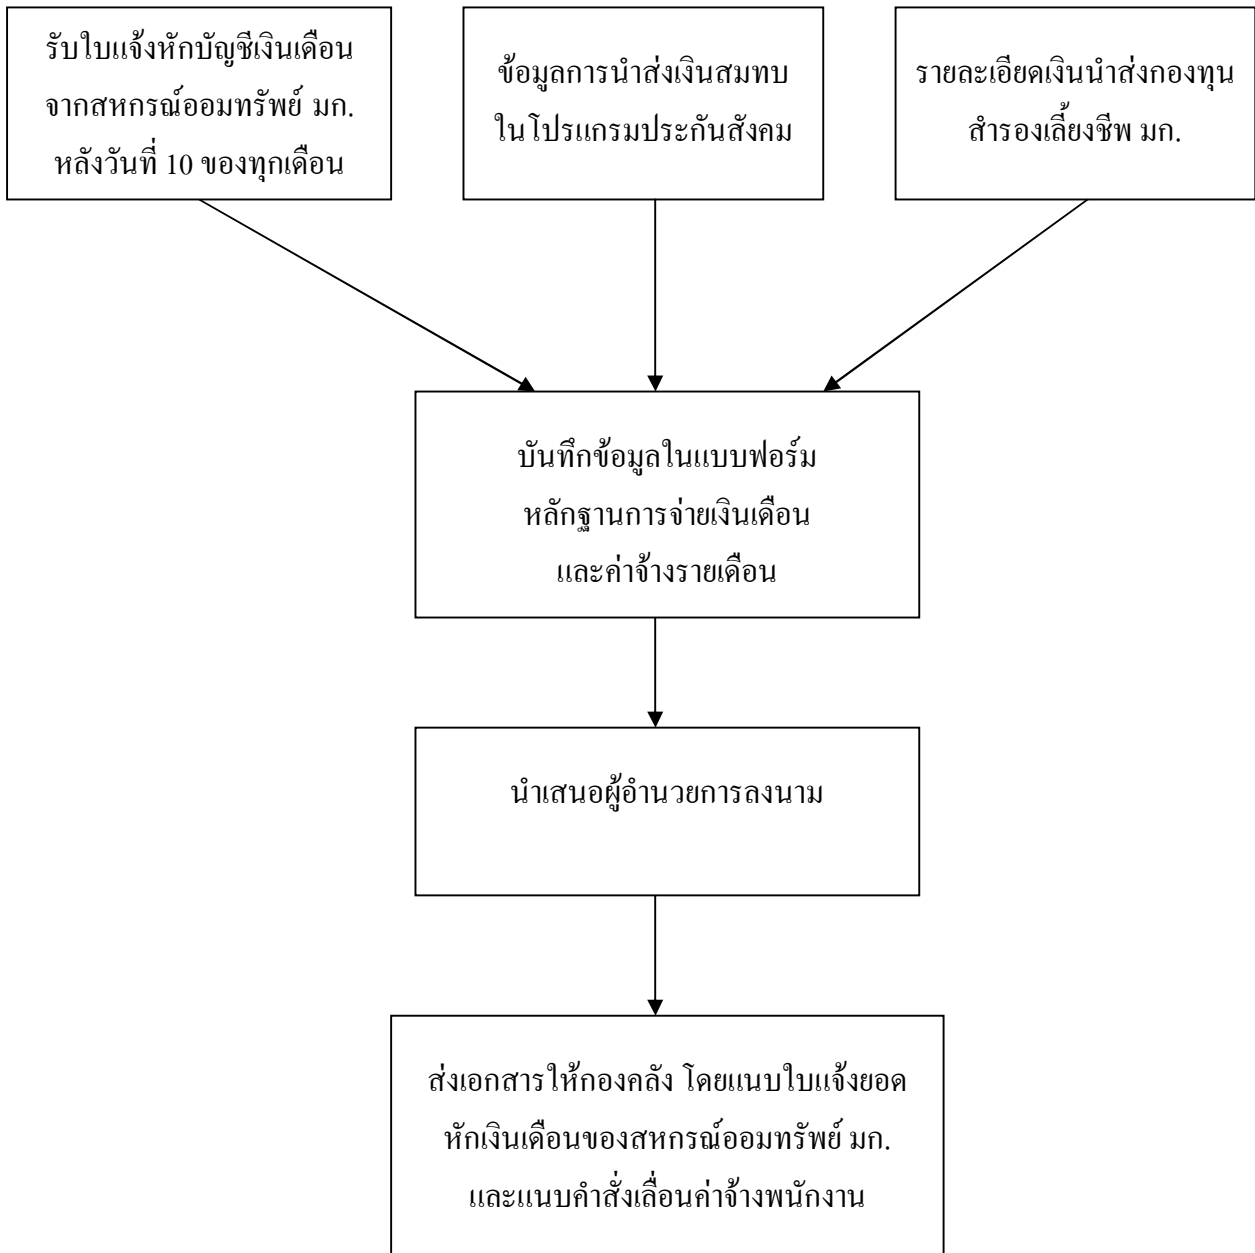 รับใบแจ้งหักบัญชีเงินเดือน
จากสหกรณ์ออมทรัพย์ มก.
หลังวันที่ 10 ของทุกเดือน
ข้อมูลการนำส่งเงินสมทบ
ในโปรแกรมประกันสังคม
รายละเอียดเงินนำส่งกองทุน
สำรองเลี้ยงชีพ มก.
บันทึกข้อมูลในแบบฟอร์ม
หลักฐานการจ่ายเงินเดือน
และค่าจ้างรายเดือน
นำเสนอผู้อำนวยการลงนาม
ส่งเอกสารให้กองคลัง โดยแนบใบแจ้งยอด
หักเงินเดือนของสหกรณ์ออมทรัพย์ มก.
และแนบคำสั่งเลื่อนค่าจ้างพนักงาน